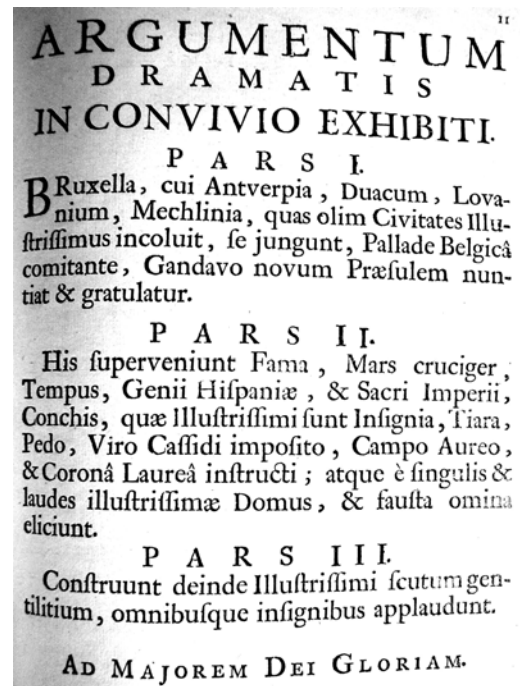 11
ARGUMENTUM
DRAMATIS
IN CONVIVIO EXHIBITI.
PARS I.
BRuxella, cui Antverpia, Duacum, Lova-
nium, Mechlinia, quas olim Civitates Illu-
ſtriſſimus incoluit, ſe jungunt, Pallade Belgicâ
comitante, Gandavo novum Præſulem nun-
tiat & gratulatur.
PARS II.
His ſuperveniunt Fama, Mars cruciger,
Tempus, Genii Hiſpaniæ, & Sacri Imperii,
Conchis, quæ Illuſtriſſimi ſunt Inſignia, Tiara,
Pedo, Viro Caſſidi impoſito, Campo Aureo,
& Coronâ Laureâ inſtructi; atque è ſingulis &
laudes illuſtriſſimæ Domus, & fauſta omina
eliciunt.
PARS III.
Conſtruunt deinde Illuſtriſſimi ſcutum gen-
tilitium, omnibuſque inſignibus applaudunt.
AD MAJOREM DEI GLORIAM.